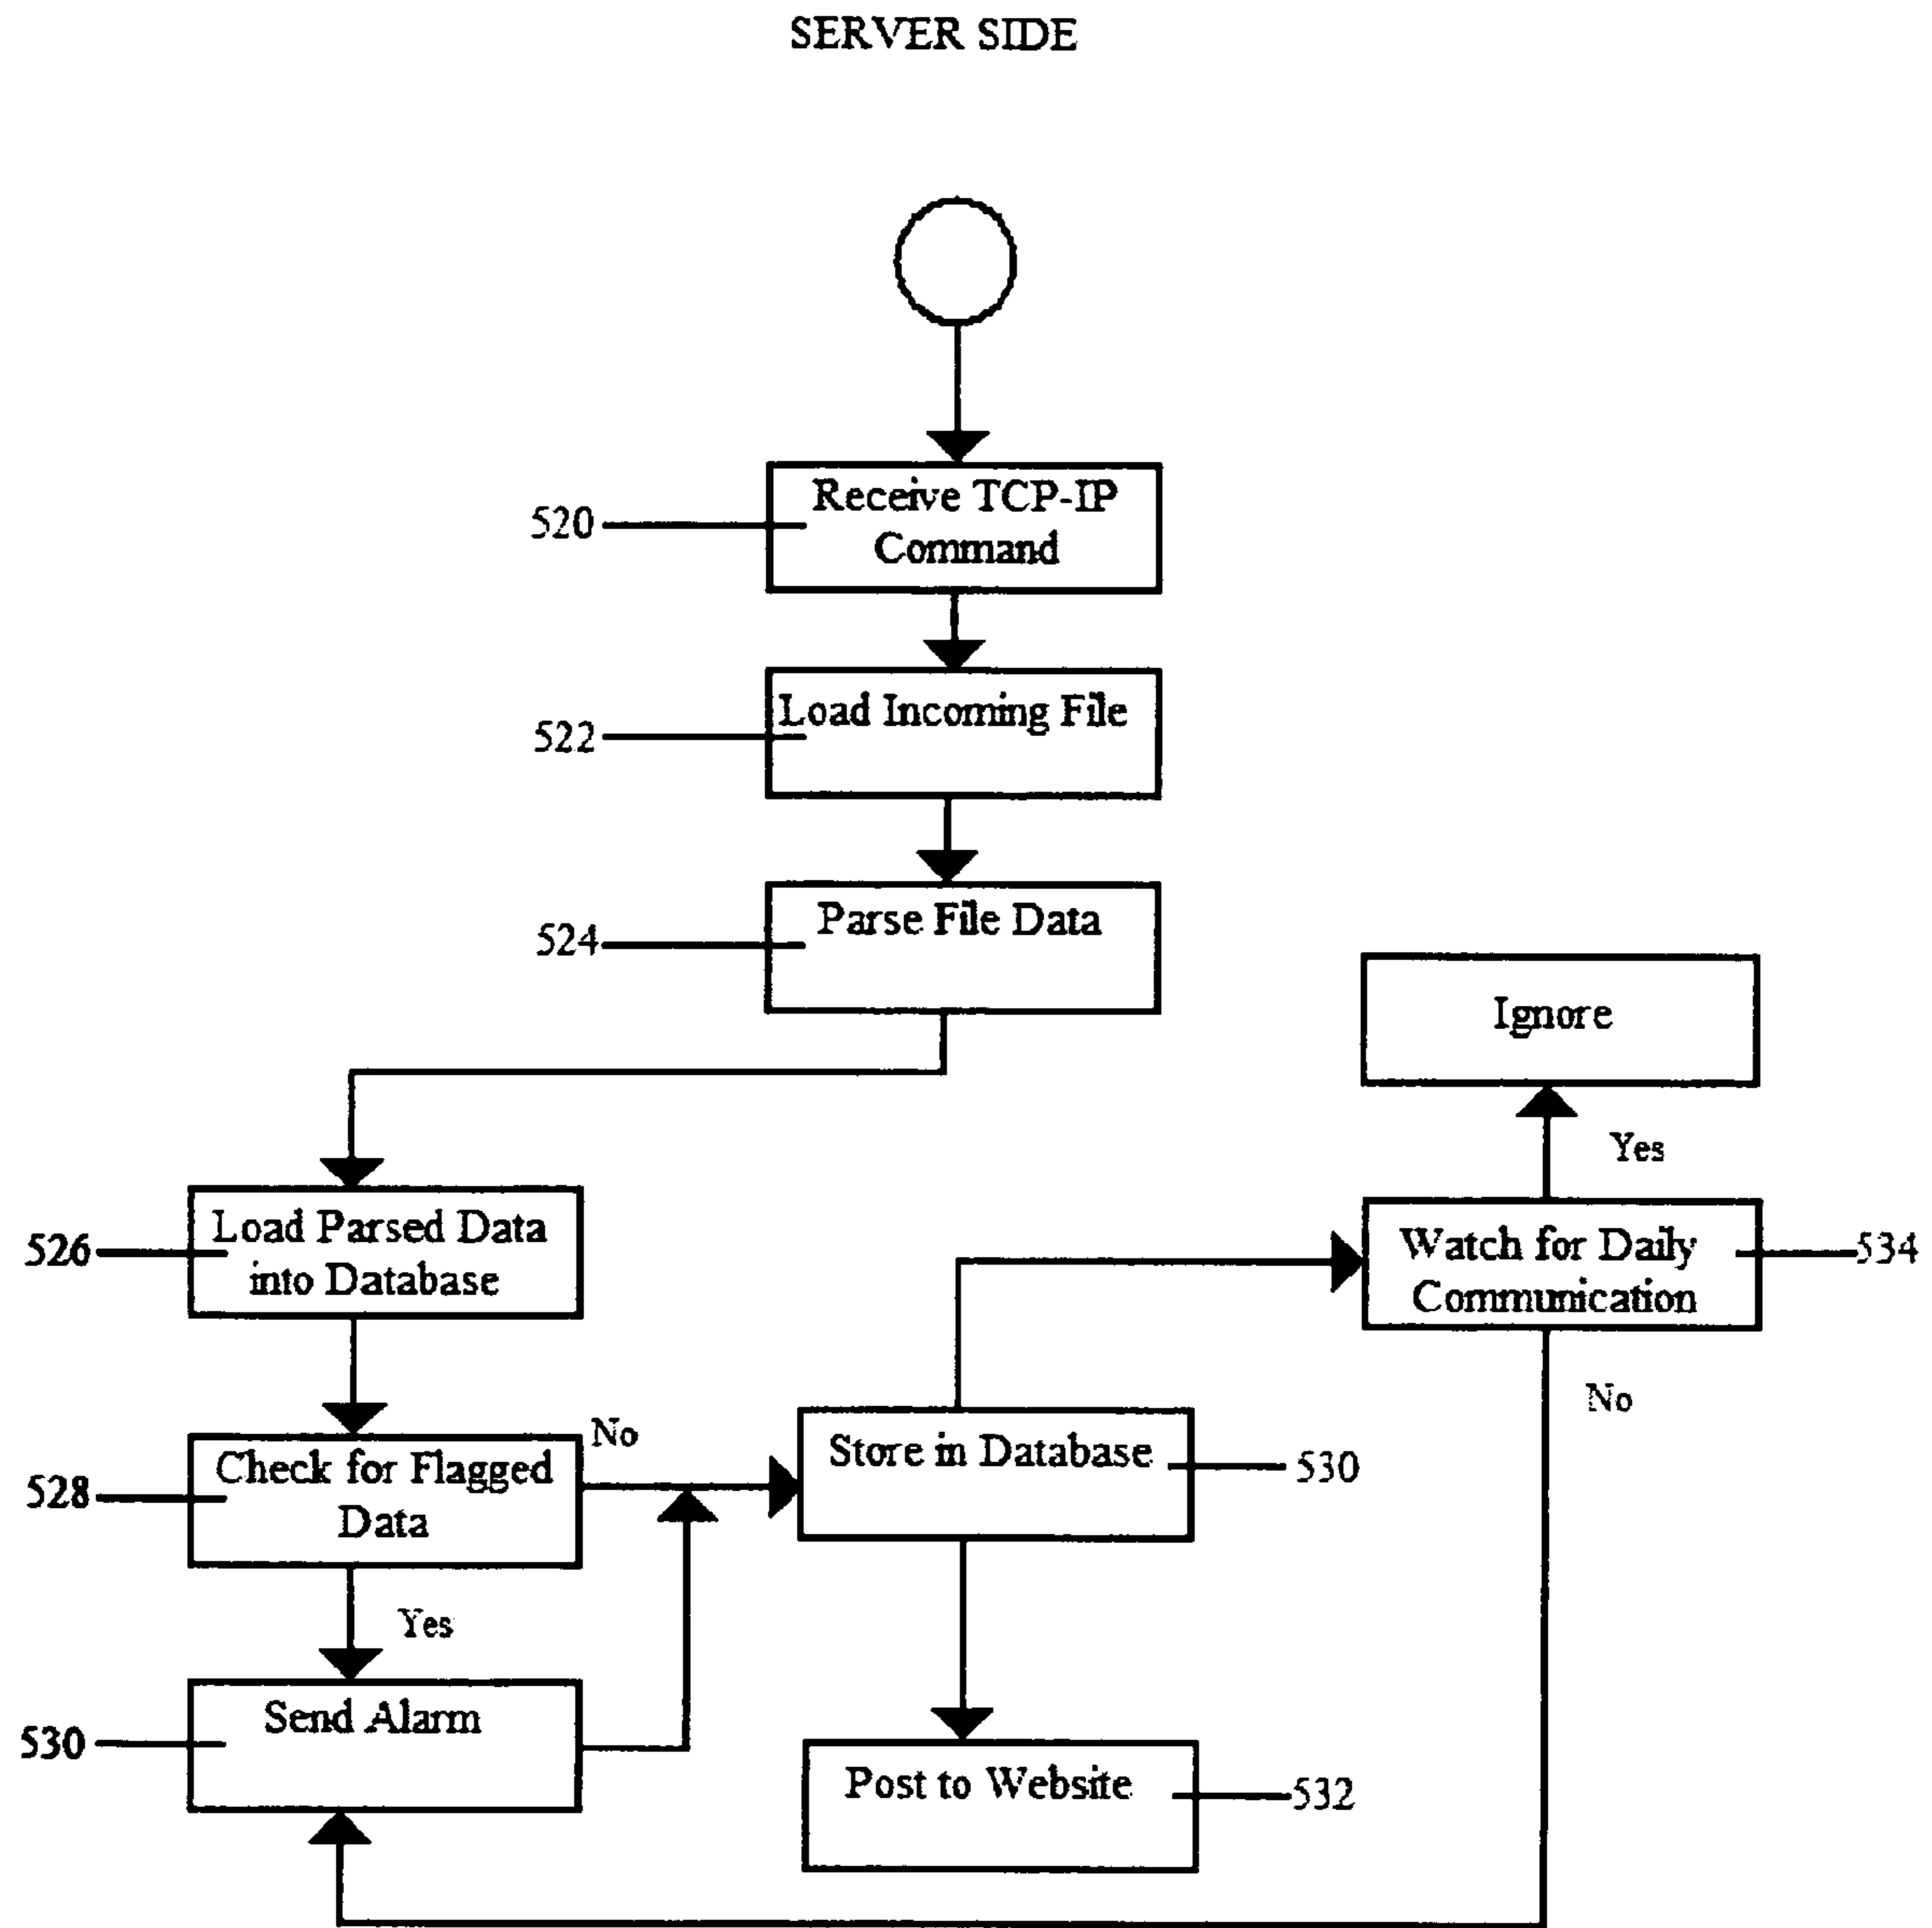 SERVER SIDE
520
Receive TCP-IP
Command
522
Load Incoming File
524
Parse File Data
Ignore
Yes
526
Load Parsed Data
into Database
Watch for Daily
Communication
534
No
528
Check for Flagged
Data
No
Store in Database
530
Yes
530
Send Alarm
Post to Website
532